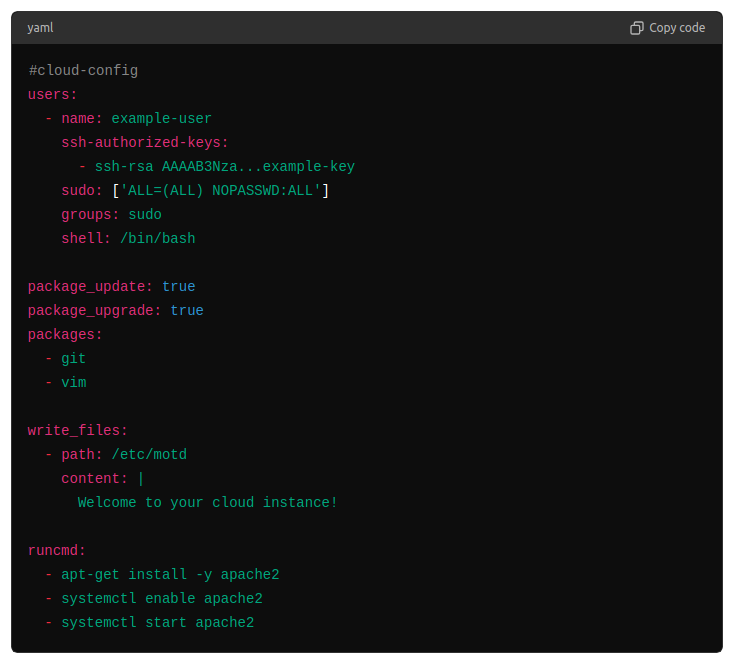 yaml
Copy code
#cloud-config
users:
  - name: example-user
    ssh-authorized-keys:
      - ssh-rsa AAAAB3Nza...example-key
    sudo: ['ALL=(ALL) NOPASSWD:ALL']
    groups: sudo
    shell: /bin/bash

package_update: true
package_upgrade: true
packages:
  - git
  - vim

write_files:
  - path: /etc/motd
    content: |
      Welcome to your cloud instance!

runcmd:
  - apt-get install -y apache2
  - systemctl enable apache2
  - systemctl start apache2